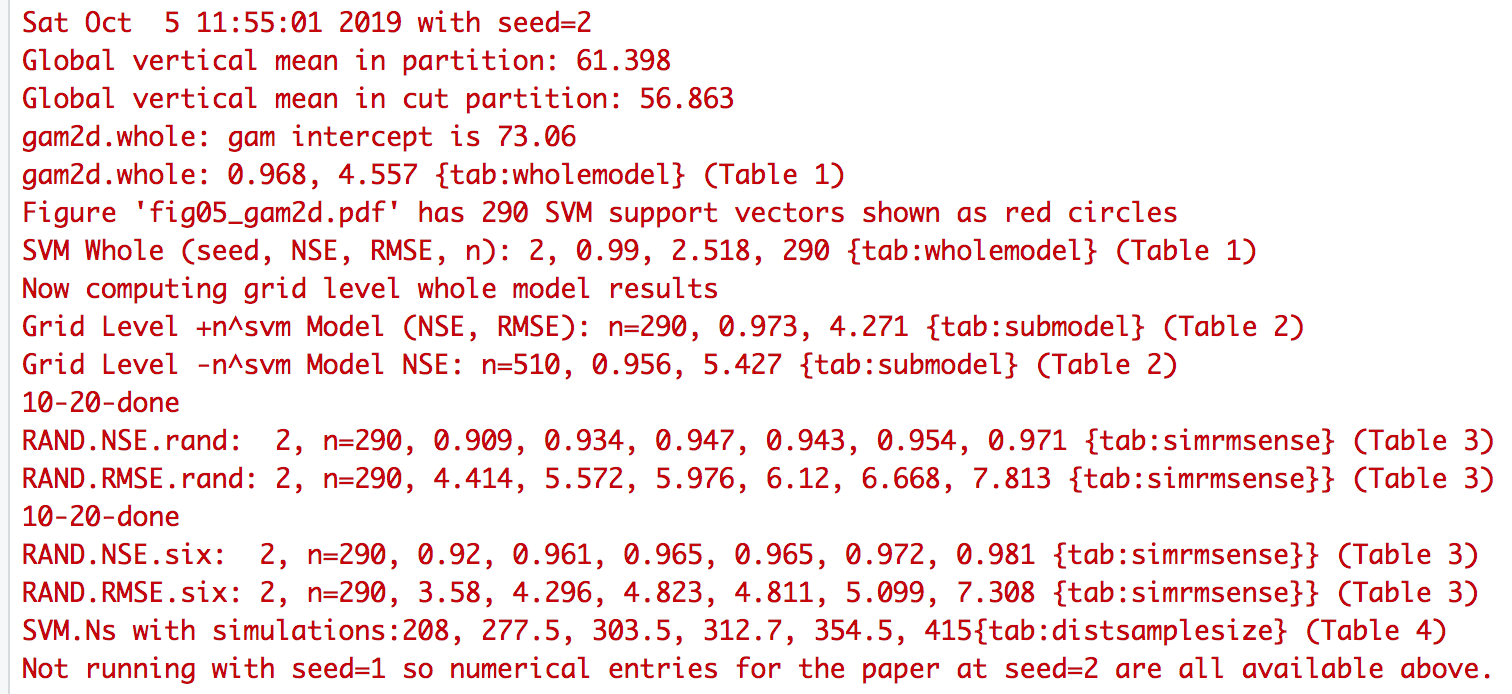 Sat Oct  5 11:55:01 2019 with seed=2
Global vertical mean in partition: 61.398
Global vertical mean in cut partition: 56.863
gam2d.whole: gam intercept is 73.06
gam2d.whole: 0.968, 4.557 {tab:wholemodel} (Table 1)
Figure 'fig05_gam2d.pdf' has 290 SVM support vectors shown as red circles
SVM Whole (seed, NSE, RMSE, n): 2, 0.99, 2.518, 290 {tab:wholemodel} (Table 1)
Now computing grid level whole model results
Grid Level +n^svm Model (NSE, RMSE): n=290, 0.973, 4.271 {tab:submodel} (Table 2)
Grid Level -n^svm Model NSE: n=510, 0.956, 5.427 {tab:submodel} (Table 2)
10-20-done
RAND.NSE.rand:  2, n=290, 0.909, 0.934, 0.947, 0.943, 0.954, 0.971 {tab:simrmsense} (Table 3)
RAND.RMSE.rand: 2, n=290, 4.414, 5.572, 5.976, 6.12, 6.668, 7.813 {tab:simrmsense}} (Table 3)
10-20-done
RAND.NSE.six:  2, n=290, 0.92, 0.961, 0.965, 0.965, 0.972, 0.981 {tab:simrmsense}} (Table 3)
RAND.RMSE.six: 2, n=290, 3.58, 4.296, 4.823, 4.811, 5.099, 7.308 {tab:simrmsense}} (Table 3)
SVM.Ns with simulations:208, 277.5, 303.5, 312.7, 354.5, 415{tab:distsamplesize} (Table 4)
Not running with seed=1 so numerical entries for the paper at seed=2 are all available above.